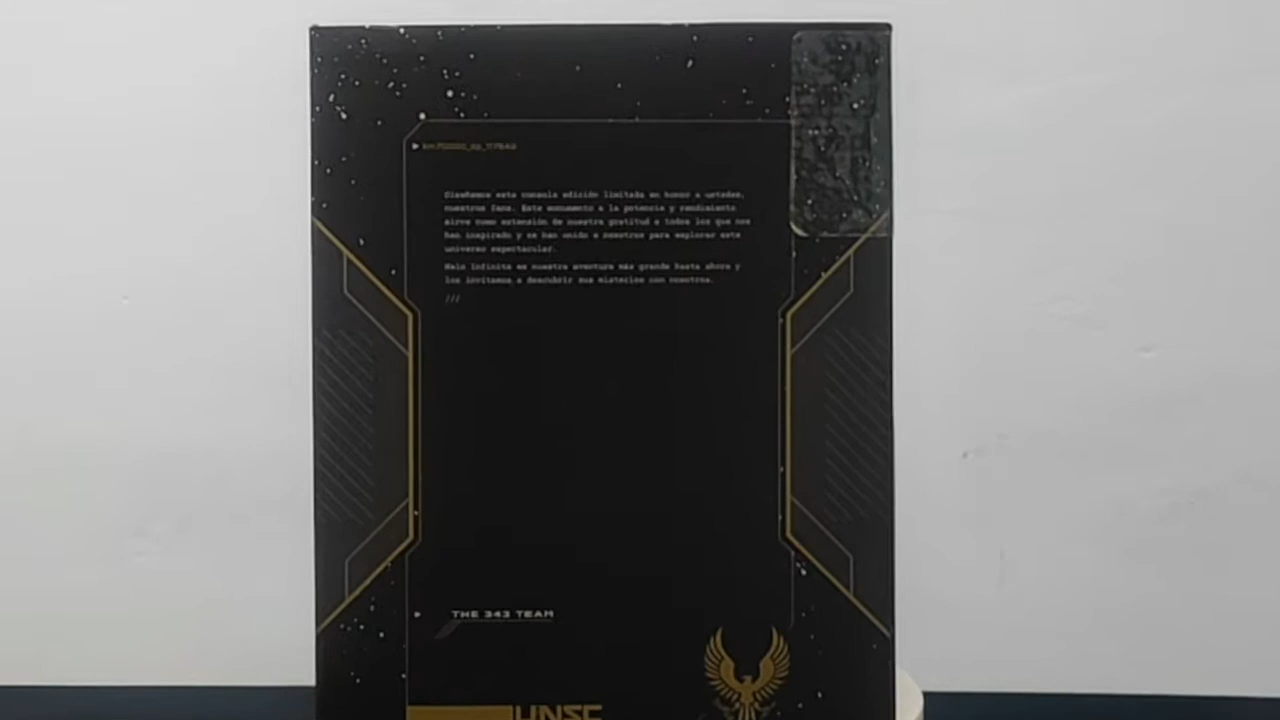 Diseñamos esta consola edición limitada en honor a ustedes,
nuestros fans. Este monumento a la potencia y rendimiento
sirve como extensión de nuestra gratitud a todos los que nos
han inspirado y se han unido a nosotros para explorar este
universo espectacular.
Halo Infinite es nuestra aventura más grande hasta ahora y
los invitamos a descubrir sus misterios con nosotros.
///
THE 343 TEAM
UNSC